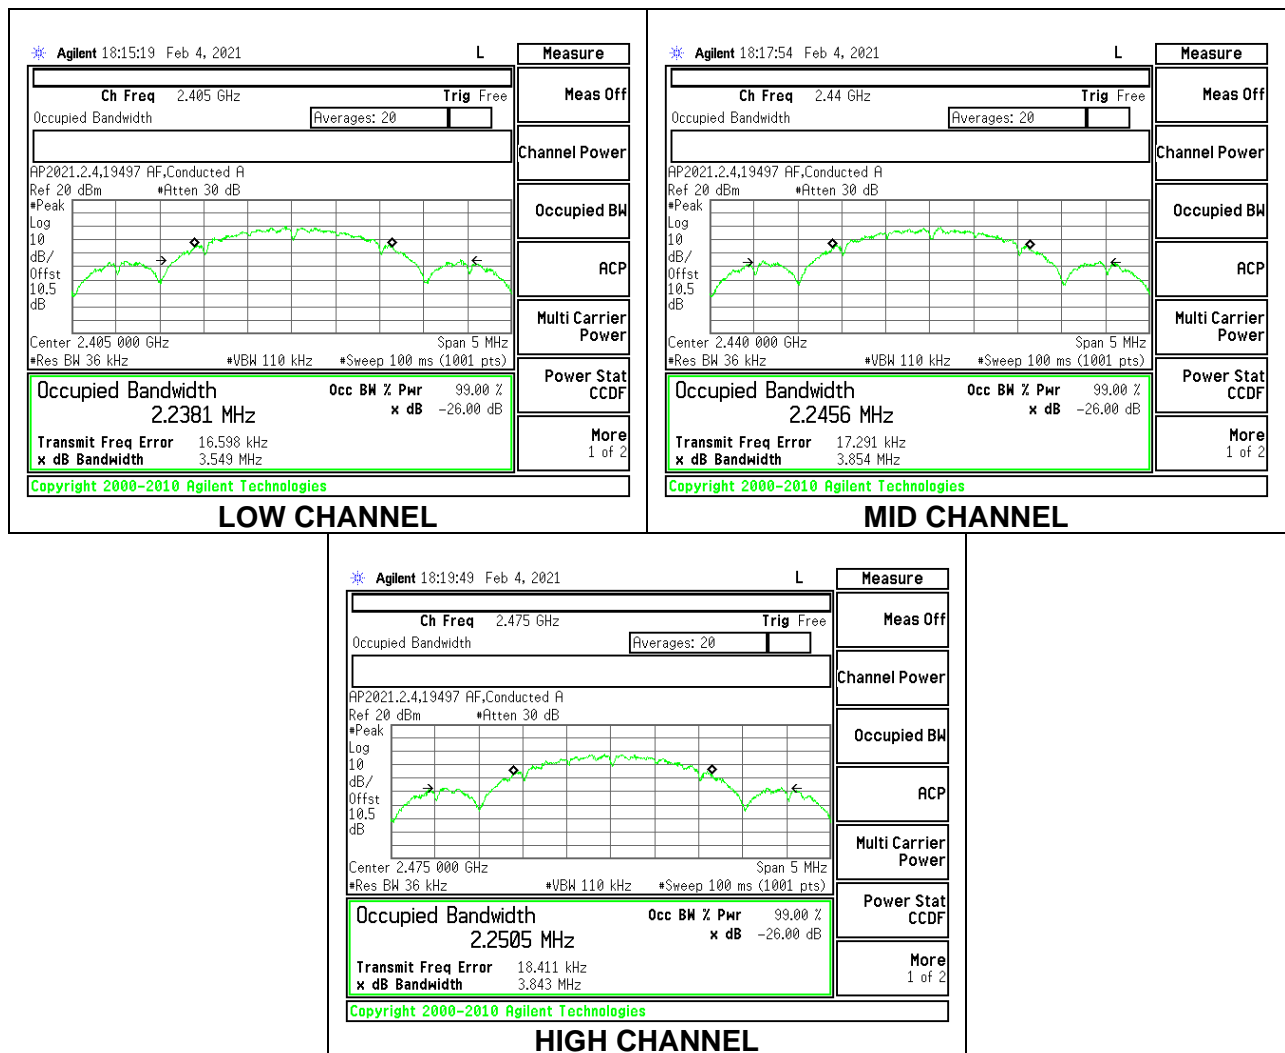 Agilent 18:15:19 Feb 4, 2021 L
Measure
Ch Freq 2.405 GHz Trig Free
Meas Off
Occupied Bandwidth Averages: 20
Channel Power
AP2021.2.4,19497 AF,Conducted A
Ref 20 dBm #Atten 30 dB
#Peak
Log
10
dB/
Offst
10.5
dB
Occupied BW
ACP
Multi Carrier
Power
Center 2.405 000 GHz Span 5 MHz
#Res BW 36 kHz #VBW 110 kHz #Sweep 100 ms (1001 pts)
Power Stat
CCDF
Occupied Bandwidth Occ BW % Pwr 99.00 %
2.2381 MHz x dB -26.00 dB
Transmit Freq Error 16.598 kHz
x dB Bandwidth 3.549 MHz
More
1 of 2
Copyright 2000-2010 Agilent Technologies
LOW CHANNEL
Agilent 18:17:54 Feb 4, 2021 L
Measure
Ch Freq 2.44 GHz Trig Free
Meas Off
Occupied Bandwidth Averages: 20
Channel Power
AP2021.2.4,19497 AF,Conducted A
Ref 20 dBm #Atten 30 dB
#Peak
Log
10
dB/
Offst
10.5
dB
Occupied BW
ACP
Multi Carrier
Power
Center 2.440 000 GHz Span 5 MHz
#Res BW 36 kHz #VBW 110 kHz #Sweep 100 ms (1001 pts)
Power Stat
CCDF
Occupied Bandwidth Occ BW % Pwr 99.00 %
2.2456 MHz x dB -26.00 dB
Transmit Freq Error 17.291 kHz
x dB Bandwidth 3.854 MHz
More
1 of 2
Copyright 2000-2010 Agilent Technologies
MID CHANNEL
Agilent 18:19:49 Feb 4, 2021 L
Measure
Ch Freq 2.475 GHz Trig Free
Meas Off
Occupied Bandwidth Averages: 20
Channel Power
AP2021.2.4,19497 AF,Conducted A
Ref 20 dBm #Atten 30 dB
#Peak
Log
10
dB/
Offst
10.5
dB
Occupied BW
ACP
Multi Carrier
Power
Center 2.475 000 GHz Span 5 MHz
#Res BW 36 kHz #VBW 110 kHz #Sweep 100 ms (1001 pts)
Power Stat
CCDF
Occupied Bandwidth Occ BW % Pwr 99.00 %
2.2505 MHz x dB -26.00 dB
Transmit Freq Error 18.411 kHz
x dB Bandwidth 3.843 MHz
More
1 of 2
Copyright 2000-2010 Agilent Technologies
HIGH CHANNEL